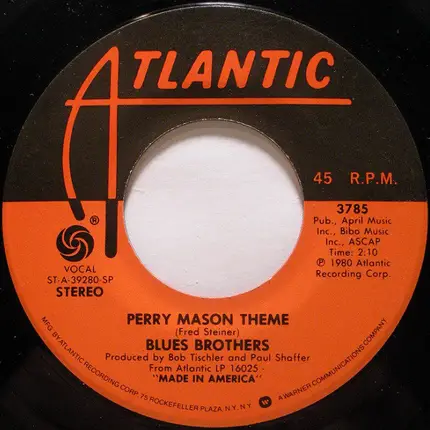 ATLANTIC
45 R.P.M.
3785
Pub., April Music
Inc., Bibo Music
Inc., ASCAP
Time: 2:10
℗ 1980 Atlantic
Recording Corp.
®
VOCAL
ST-A-39280-SP
STEREO
PERRY MASON THEME
(Fred Steiner)
BLUES BROTHERS
Produced by Bob Tischler and Paul Shaffer
From Atlantic LP 16025 -
"MADE IN AMERICA"
MFG. BY ATLANTIC RECORDING CORP. 75 ROCKEFELLER PLAZA, N.Y. N.Y. A WARNER COMMUNICATIONS COMPANY